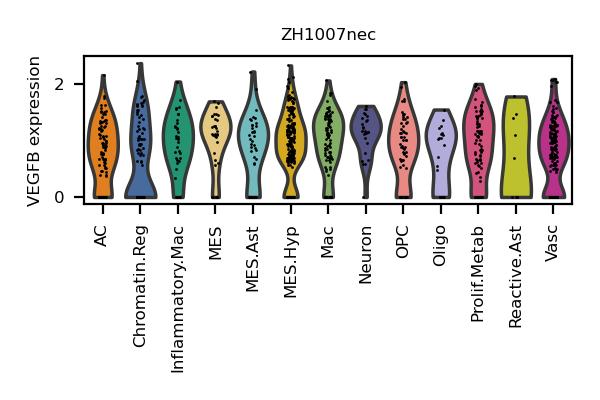 ZH1007nec
VEGFB expression
2
0
AC
Chromatin.Reg
Inflammatory.Mac
MES
MES.Ast
MES.Hyp
Mac
Neuron
OPC
Oligo
Prolif.Metab
Reactive.Ast
Vasc